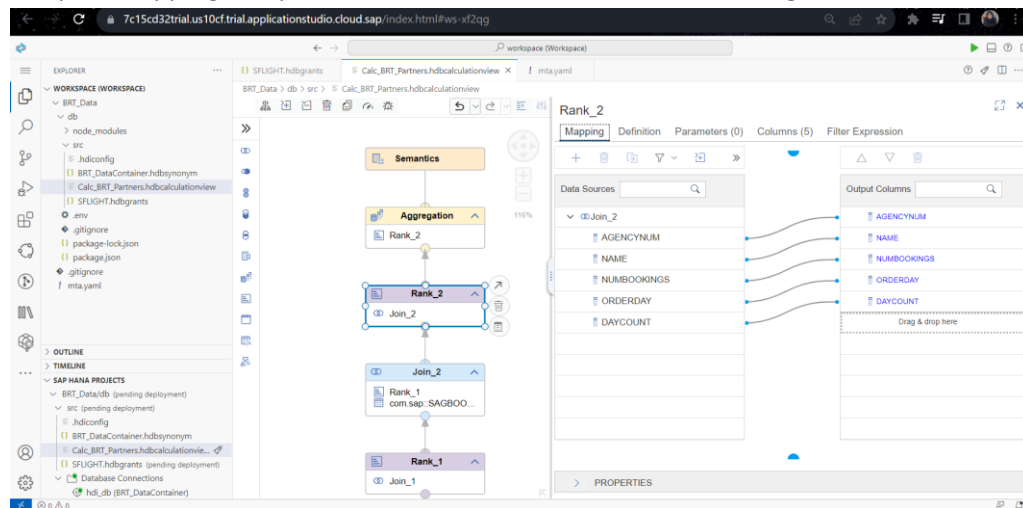 7c15cd32trial.us10cf.trial.applicationstudio.cloud.sap/index.html#ws-xf2qg
workspace (Workspace)
EXPLORER
SFLIGHT.hdbgrants
Calc_BRT_Partners.hdbcalculationview
mta.yaml
WORKSPACE (WORKSPACE)
BRT_Data > db > src > Calc_BRT_Partners.hdbcalculationview
BRT_Data
db
node_modules
src
.hdiconfig
BRT_DataContainer.hdbsynonym
Calc_BRT_Partners.hdbcalculationview
SFLIGHT.hdbgrants
.env
.gitignore
package-lock.json
package.json
.gitignore
mta.yaml
OUTLINE
TIMELINE
SAP HANA PROJECTS
BRT_Data/db (pending deployment)
src (pending deployment)
.hdiconfig
BRT_DataContainer.hdbsynonym
Calc_BRT_Partners.hdbcalculationvie...
SFLIGHT.hdbgrants (pending deployment)
Database Connections
hdi_db (BRT_DataContainer)
0 0
Semantics
116%
Aggregation
Rank_2
Rank_2
Join_2
Join_2
Rank_1
com.sap::SAGBOO...
Rank_1
Join_1
Rank_2
Mapping Definition Parameters (0) Columns (5) Filter Expression
Data Sources
Join_2
AGENCYNUM
NAME
NUMBOOKINGS
ORDERDAY
DAYCOUNT
Output Columns
AGENCYNUM
NAME
NUMBOOKINGS
ORDERDAY
DAYCOUNT
Drag & drop here
PROPERTIES